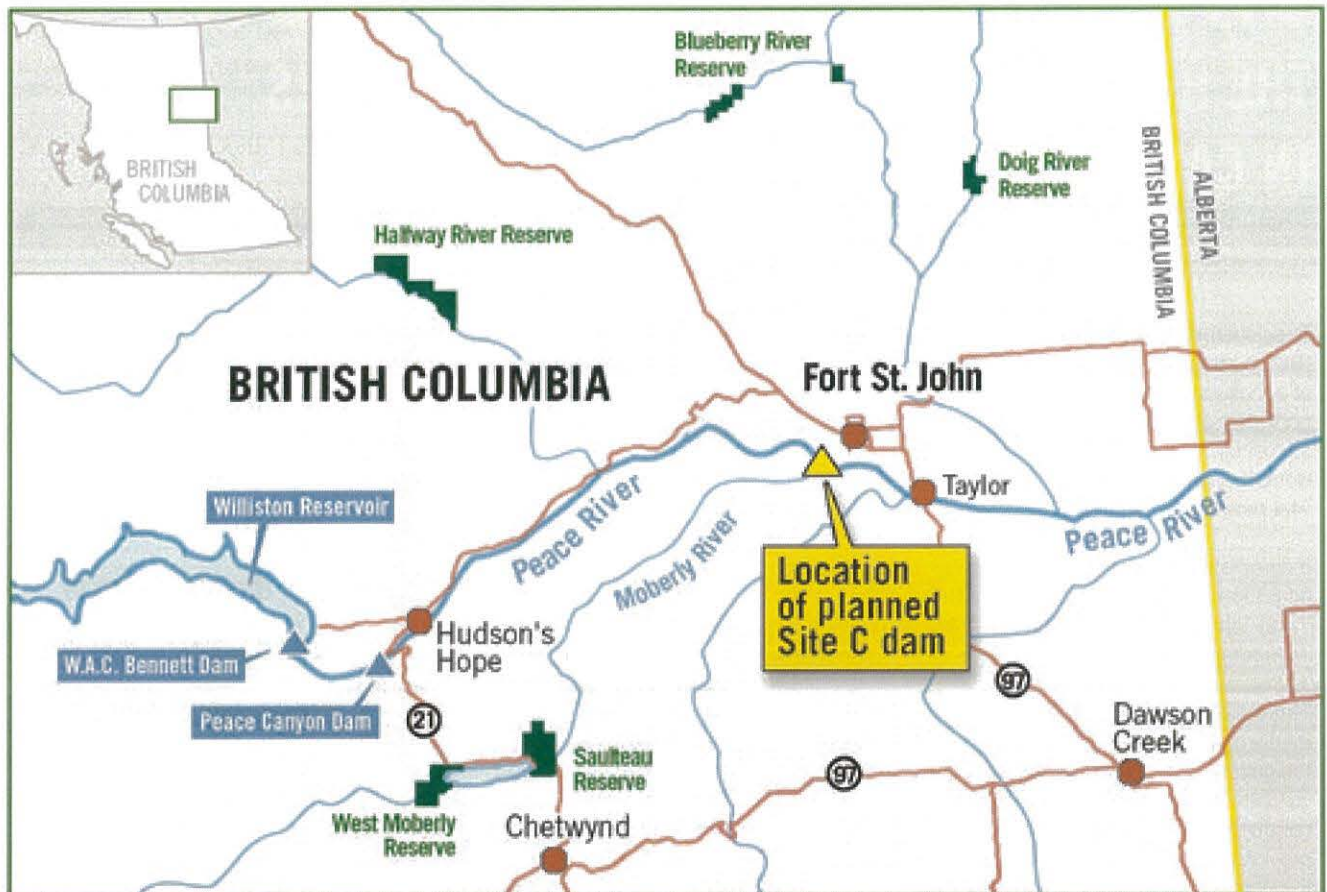 BRITISH
COLUMBIA
Blueberry River
Reserve
Doig River
Reserve
BRITISH COLUMBIA
ALBERTA
Halfway River Reserve
BRITISH COLUMBIA
Fort St. John
Taylor
Williston Reservoir
Peace River
Moberly River
Peace River
Location
of planned
Site C dam
Hudson's
Hope
W.A.C. Bennett Dam
Peace Canyon Dam
21
97
Dawson
Creek
Saulteau
Reserve
97
West Moberly
Reserve
Chetwynd